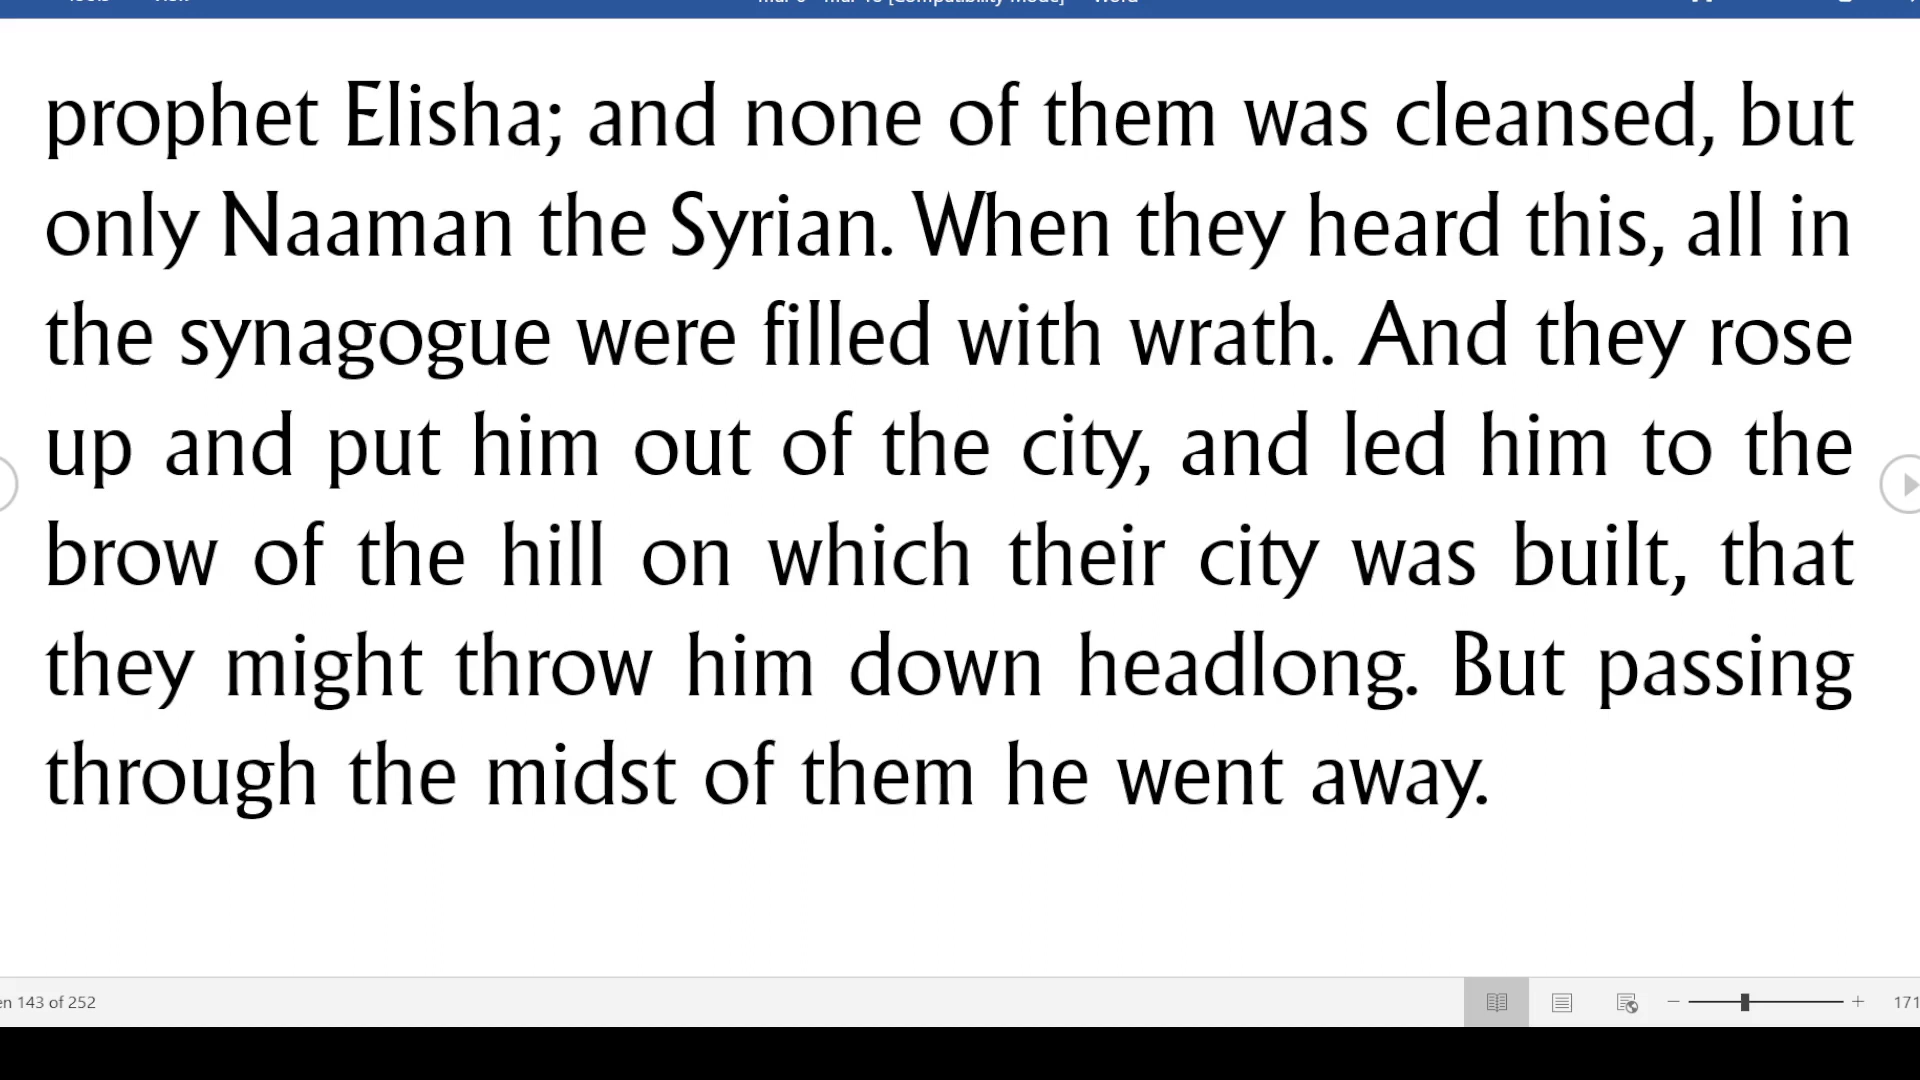 prophet Elisha; and none of them was cleansed, but
only Naaman the Syrian. When they heard this, all in
the synagogue were filled with wrath. And they rose
up and put him out of the city, and led him to the
brow of the hill on which their city was built, that
they might throw him down headlong. But passing
through the midst of them he went away.
143 of 252
171